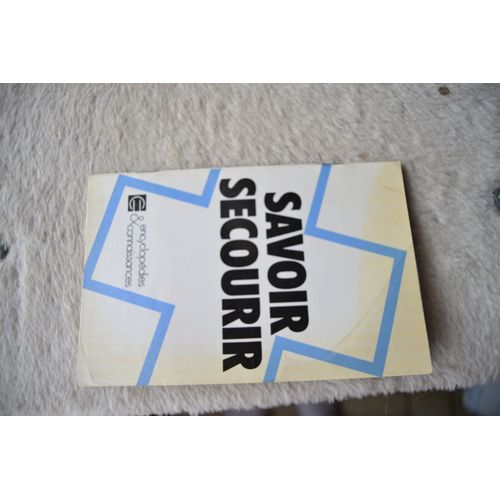 SAVOIR
SECOURIR
encyclopédies
& connaissances